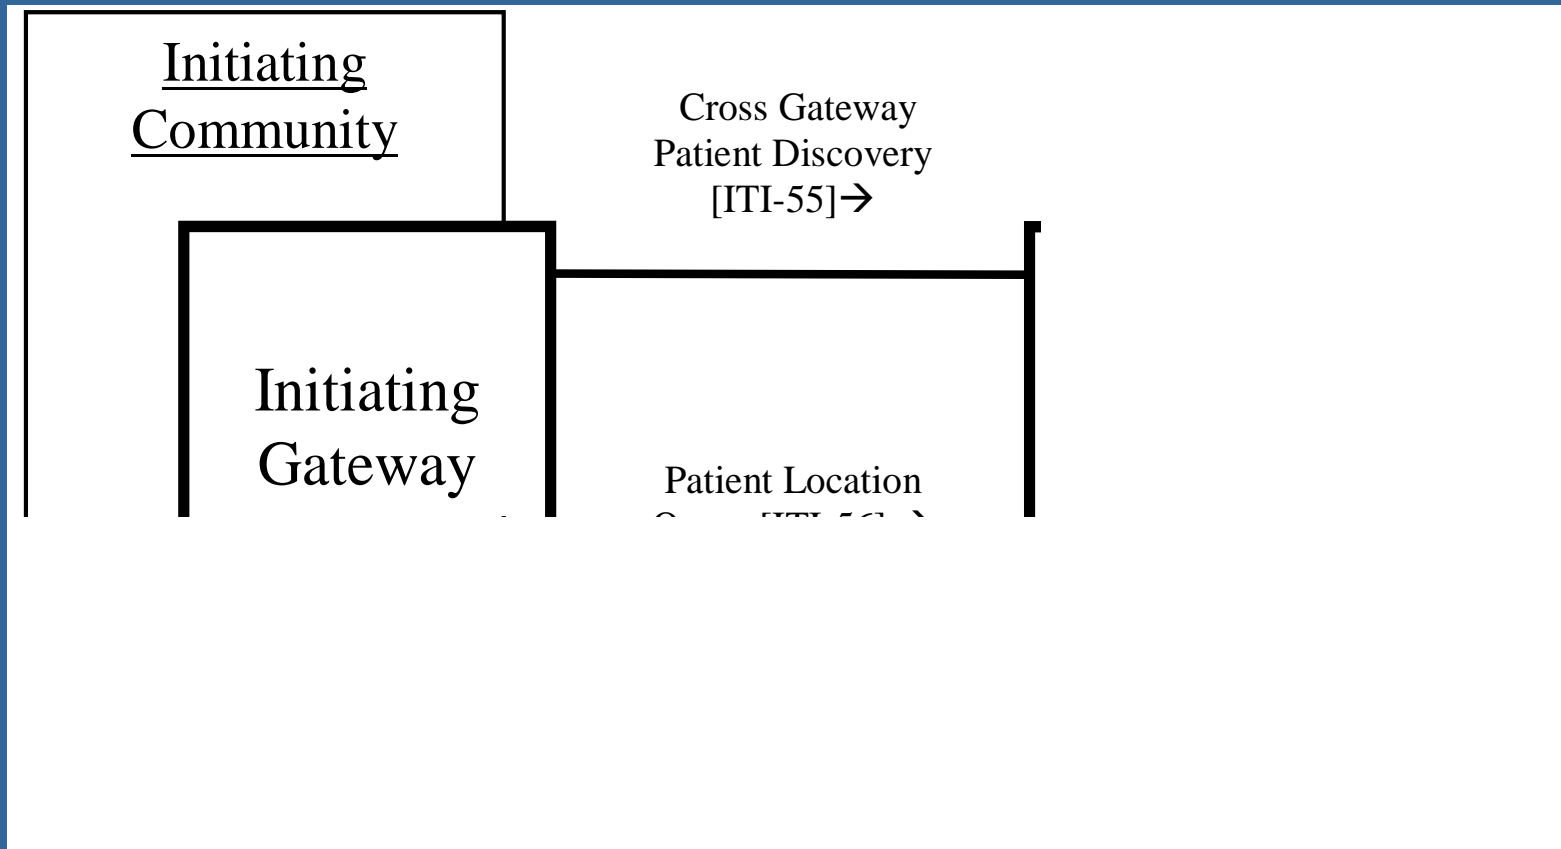 Initiating
Community
Cross Gateway
Patient Discovery
[ITI-55]→
Initiating
Gateway
Patient Location